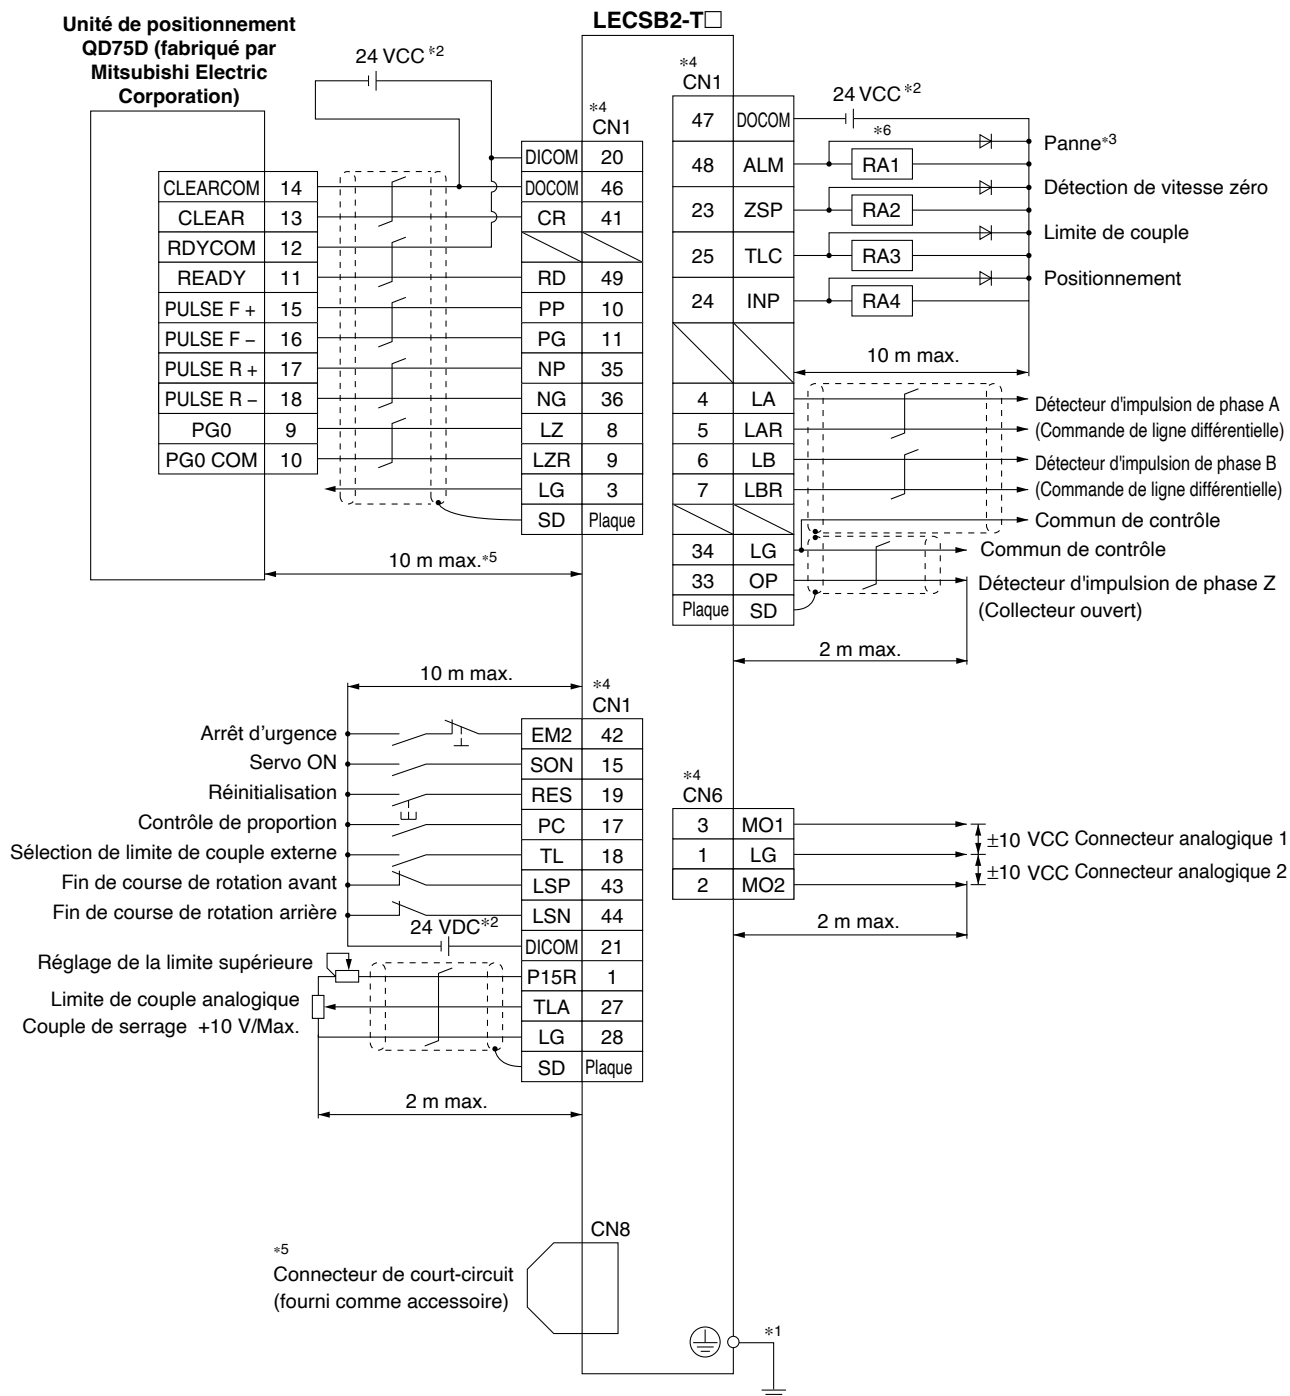 LECSB2-T□
Unité de positionnement
QD75D (fabriqué par
Mitsubishi Electric
Corporation)
24 VCC *2
*4
CN1
DICOM 20
CLEARCOM 14 DOCOM 46
CLEAR 13 CR 41
RDYCOM 12
READY 11 RD 49
PULSE F + 15 PP 10
PULSE F − 16 PG 11
PULSE R + 17 NP 35
PULSE R − 18 NG 36
PG0 9 LZ 8
PG0 COM 10 LZR 9
LG 3
SD Plaque
10 m max.*5
*4
CN1
24 VCC*2
47 DOCOM
*6
48 ALM RA1 Panne*3
23 ZSP RA2 Détection de vitesse zéro
25 TLC RA3 Limite de couple
24 INP RA4 Positionnement
10 m max.
4 LA Détecteur d'impulsion de phase A
5 LAR (Commande de ligne différentielle)
6 LB Détecteur d'impulsion de phase B
7 LBR (Commande de ligne différentielle)
Commun de contrôle
34 LG Commun de contrôle
33 OP Détecteur d'impulsion de phase Z
Plaque SD (Collecteur ouvert)
2 m max.
10 m max.
*4
CN1
Arrêt d’urgence EM2 42
Servo ON SON 15
Réinitialisation RES 19
Contrôle de proportion PC 17
Sélection de limite de couple externe TL 18
Fin de course de rotation avant LSP 43
Fin de course de rotation arrière LSN 44
24 VDC*2
DICOM 21
Réglage de la limite supérieure P15R 1
Limite de couple analogique TLA 27
Couple de serrage +10 V/Max.
LG 28
SD Plaque
2 m max.
*4
CN6
3 MO1
±10 VCC Connecteur analogique 1
1 LG
±10 VCC Connecteur analogique 2
2 MO2
2 m max.
CN8
*5
Connecteur de court-circuit
(fourni comme accessoire)
*1